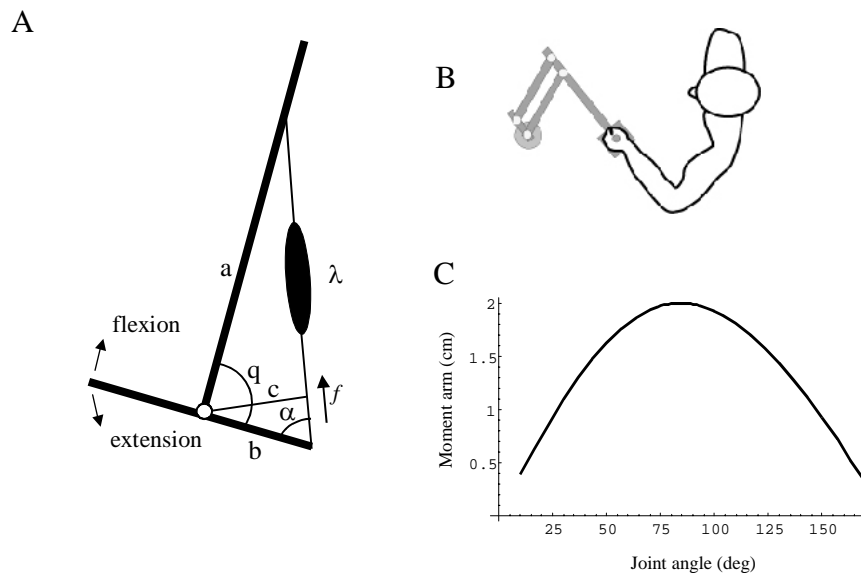 A
a
λ
flexion
q
c
α
f
extension
b
B
C
Moment arm (cm)
2
1.5
1
0.5
25 50 75 100 125 150
Joint angle (deg)